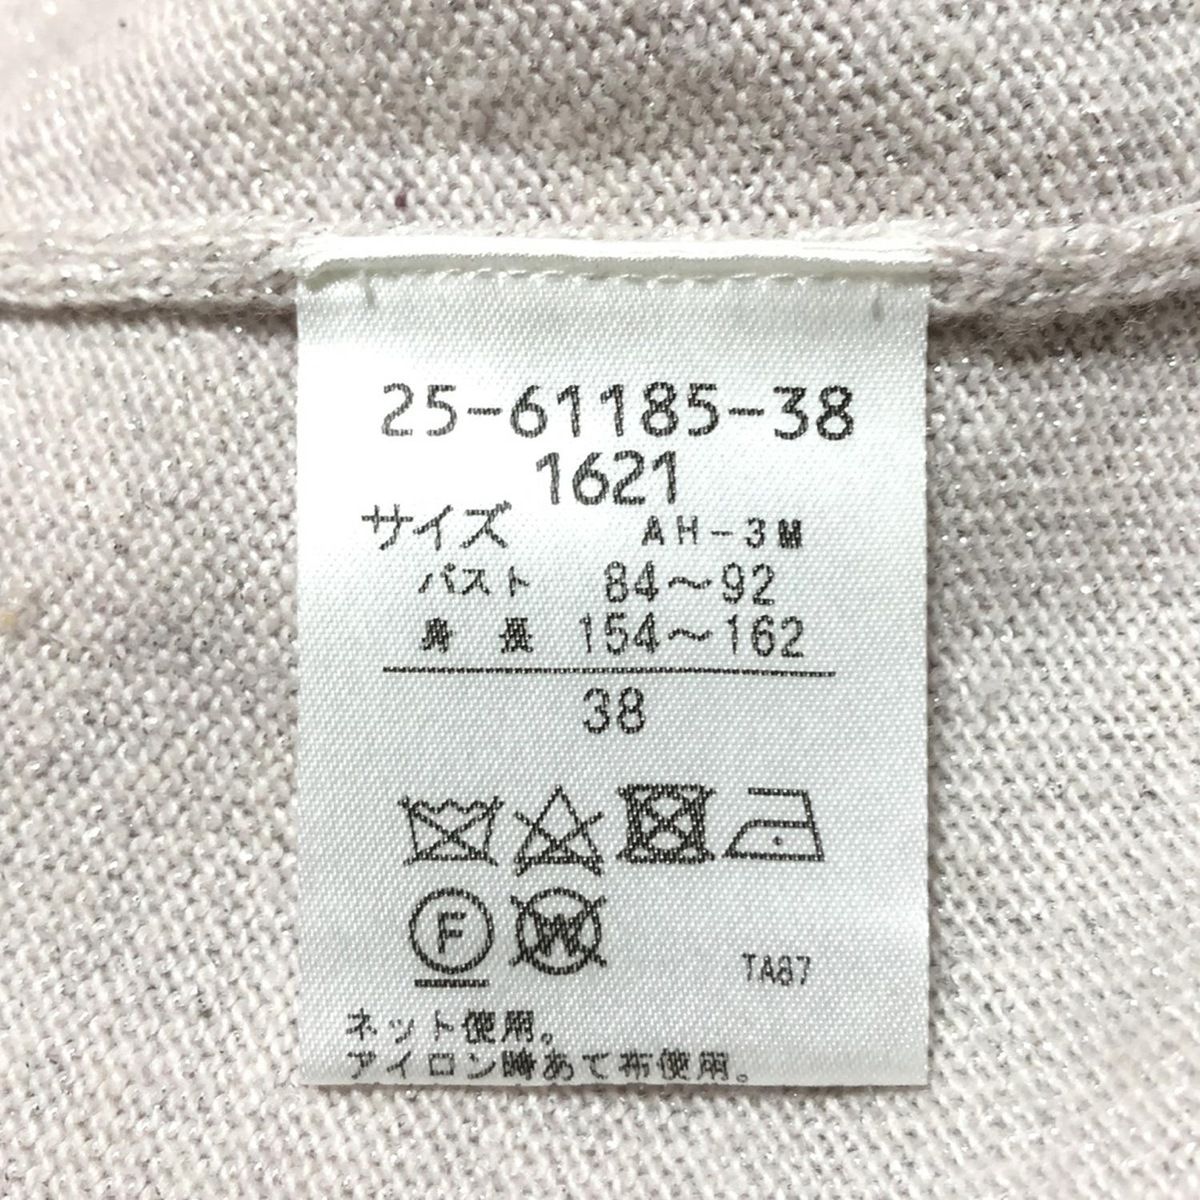 25-61185-38
1621
サイズ AH-3M
バスト 84～92
身長 154～162
38
F W
TA87
ネット使用。
アイロン時あて布使用。